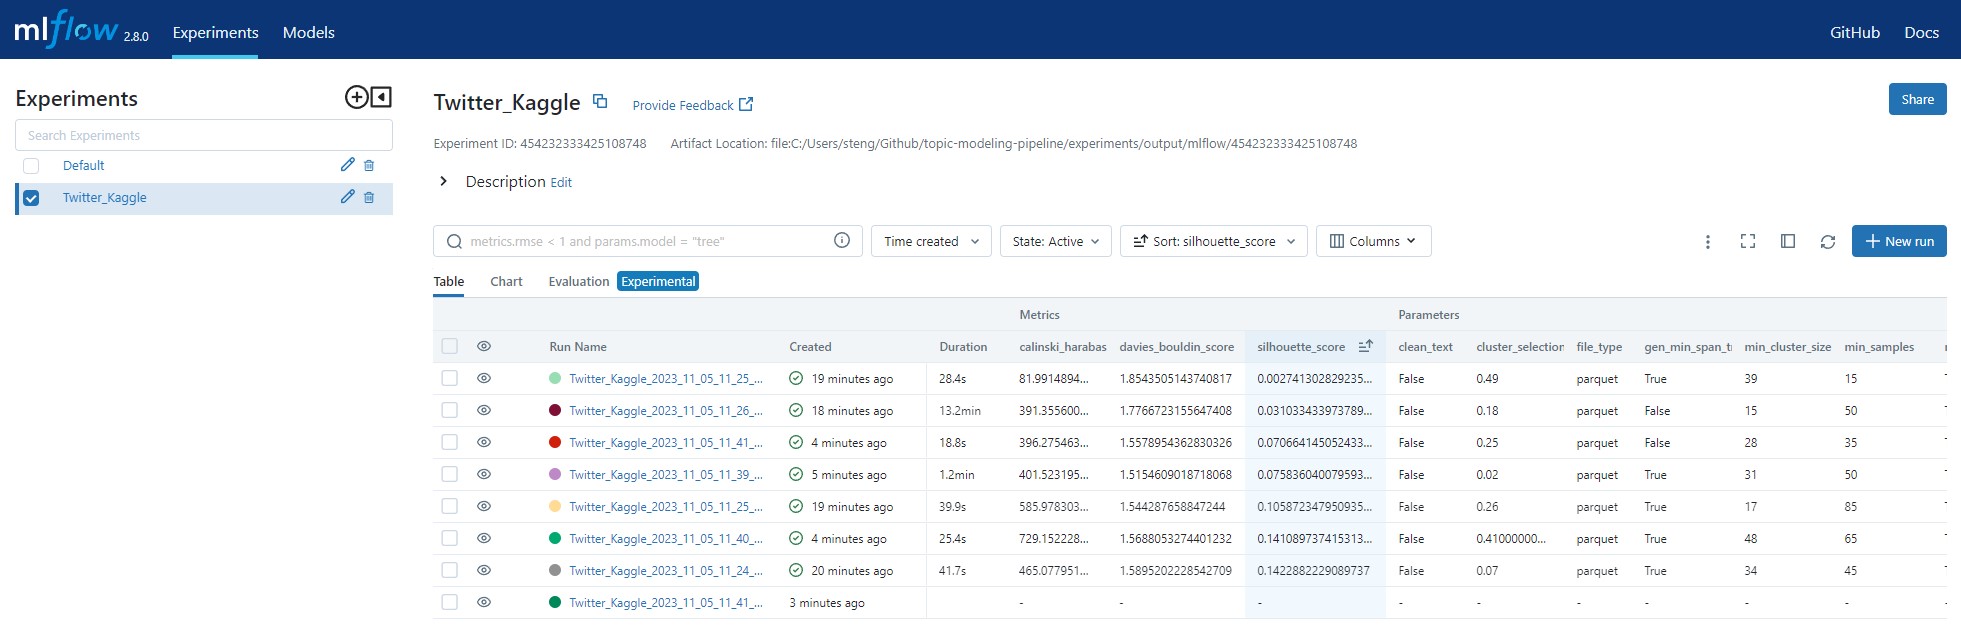 mlflow 2.8.0 Experiments Models GitHub Docs
Experiments
Search Experiments
Default
Twitter_Kaggle
Twitter_Kaggle Provide Feedback Share
Experiment ID: 454232333425108748 Artifact Location: file:C:/Users/steng/Github/topic-modeling-pipeline/experiments/output/mlflow/454232333425108748
Description Edit
metrics.rmse < 1 and params.model = "tree" Time created State: Active Sort: silhouette_score Columns New run
Table Chart Evaluation Experimental
Metrics Parameters
Run Name Created Duration calinski_harabas davies_bouldin_score silhouette_score clean_text cluster_selection file_type gen_min_span_t min_cluster_size min_samples
Twitter_Kaggle_2023_11_05_11_25_... 19 minutes ago 28.4s 81.9914894... 1.8543505143740817 0.002741302829235... False 0.49 parquet True 39 15
Twitter_Kaggle_2023_11_05_11_26_... 18 minutes ago 13.2min 391.355600... 1.7766723155647408 0.031033433973789... False 0.18 parquet False 15 50
Twitter_Kaggle_2023_11_05_11_41_... 4 minutes ago 18.8s 396.275463... 1.5578954362830326 0.070664145052433... False 0.25 parquet False 28 35
Twitter_Kaggle_2023_11_05_11_39_... 5 minutes ago 1.2min 401.523195... 1.5154609018718068 0.075836040079593... False 0.02 parquet True 31 50
Twitter_Kaggle_2023_11_05_11_25_... 19 minutes ago 39.9s 585.978303... 1.544287658847244 0.105872347950935... False 0.26 parquet True 17 85
Twitter_Kaggle_2023_11_05_11_40_... 4 minutes ago 25.4s 729.152228... 1.5688053274401232 0.141089737415313... False 0.41000000... parquet True 48 65
Twitter_Kaggle_2023_11_05_11_24_... 20 minutes ago 41.7s 465.077951... 1.5895202228542709 0.1422882229089737 False 0.07 parquet True 34 45
Twitter_Kaggle_2023_11_05_11_41_... 3 minutes ago - - - - - - - - -